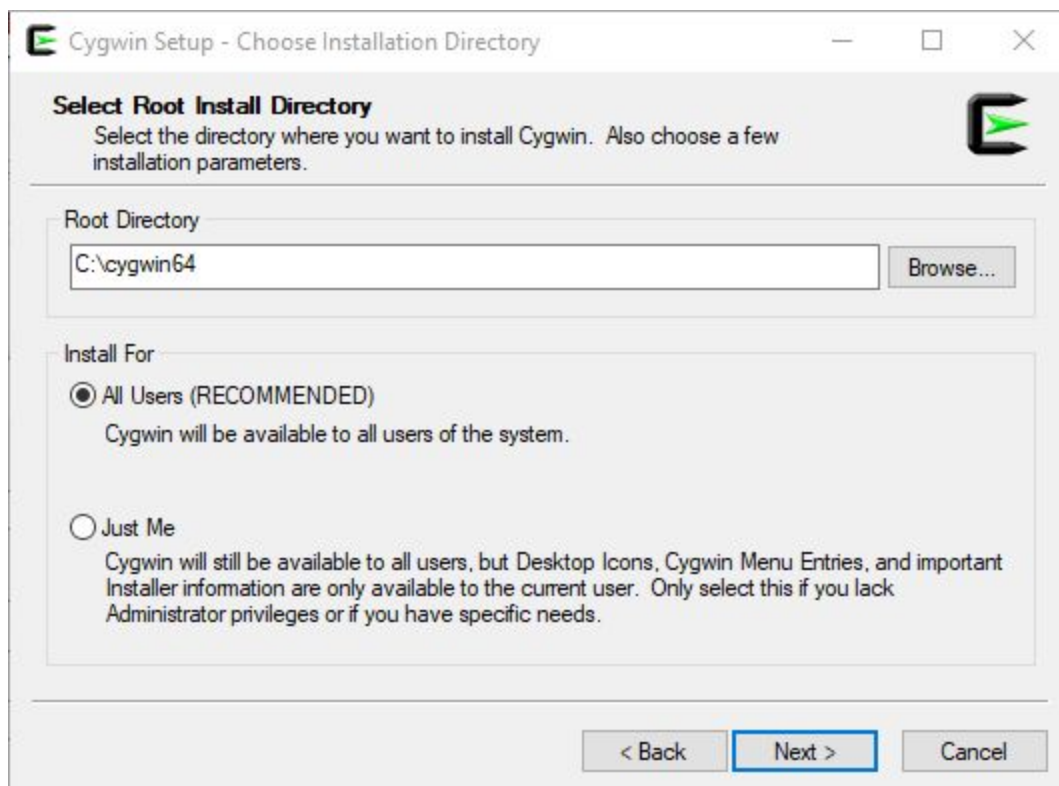 Cygwin Setup - Choose Installation Directory
Select Root Install Directory
Select the directory where you want to install Cygwin. Also choose a few
installation parameters.
Root Directory
C:\cygwin64
Browse...
Install For
All Users (RECOMMENDED)
Cygwin will be available to all users of the system.
Just Me
Cygwin will still be available to all users, but Desktop Icons, Cygwin Menu Entries, and important
Installer information are only available to the current user. Only select this if you lack
Administrator privileges or if you have specific needs.
< Back
Next >
Cancel